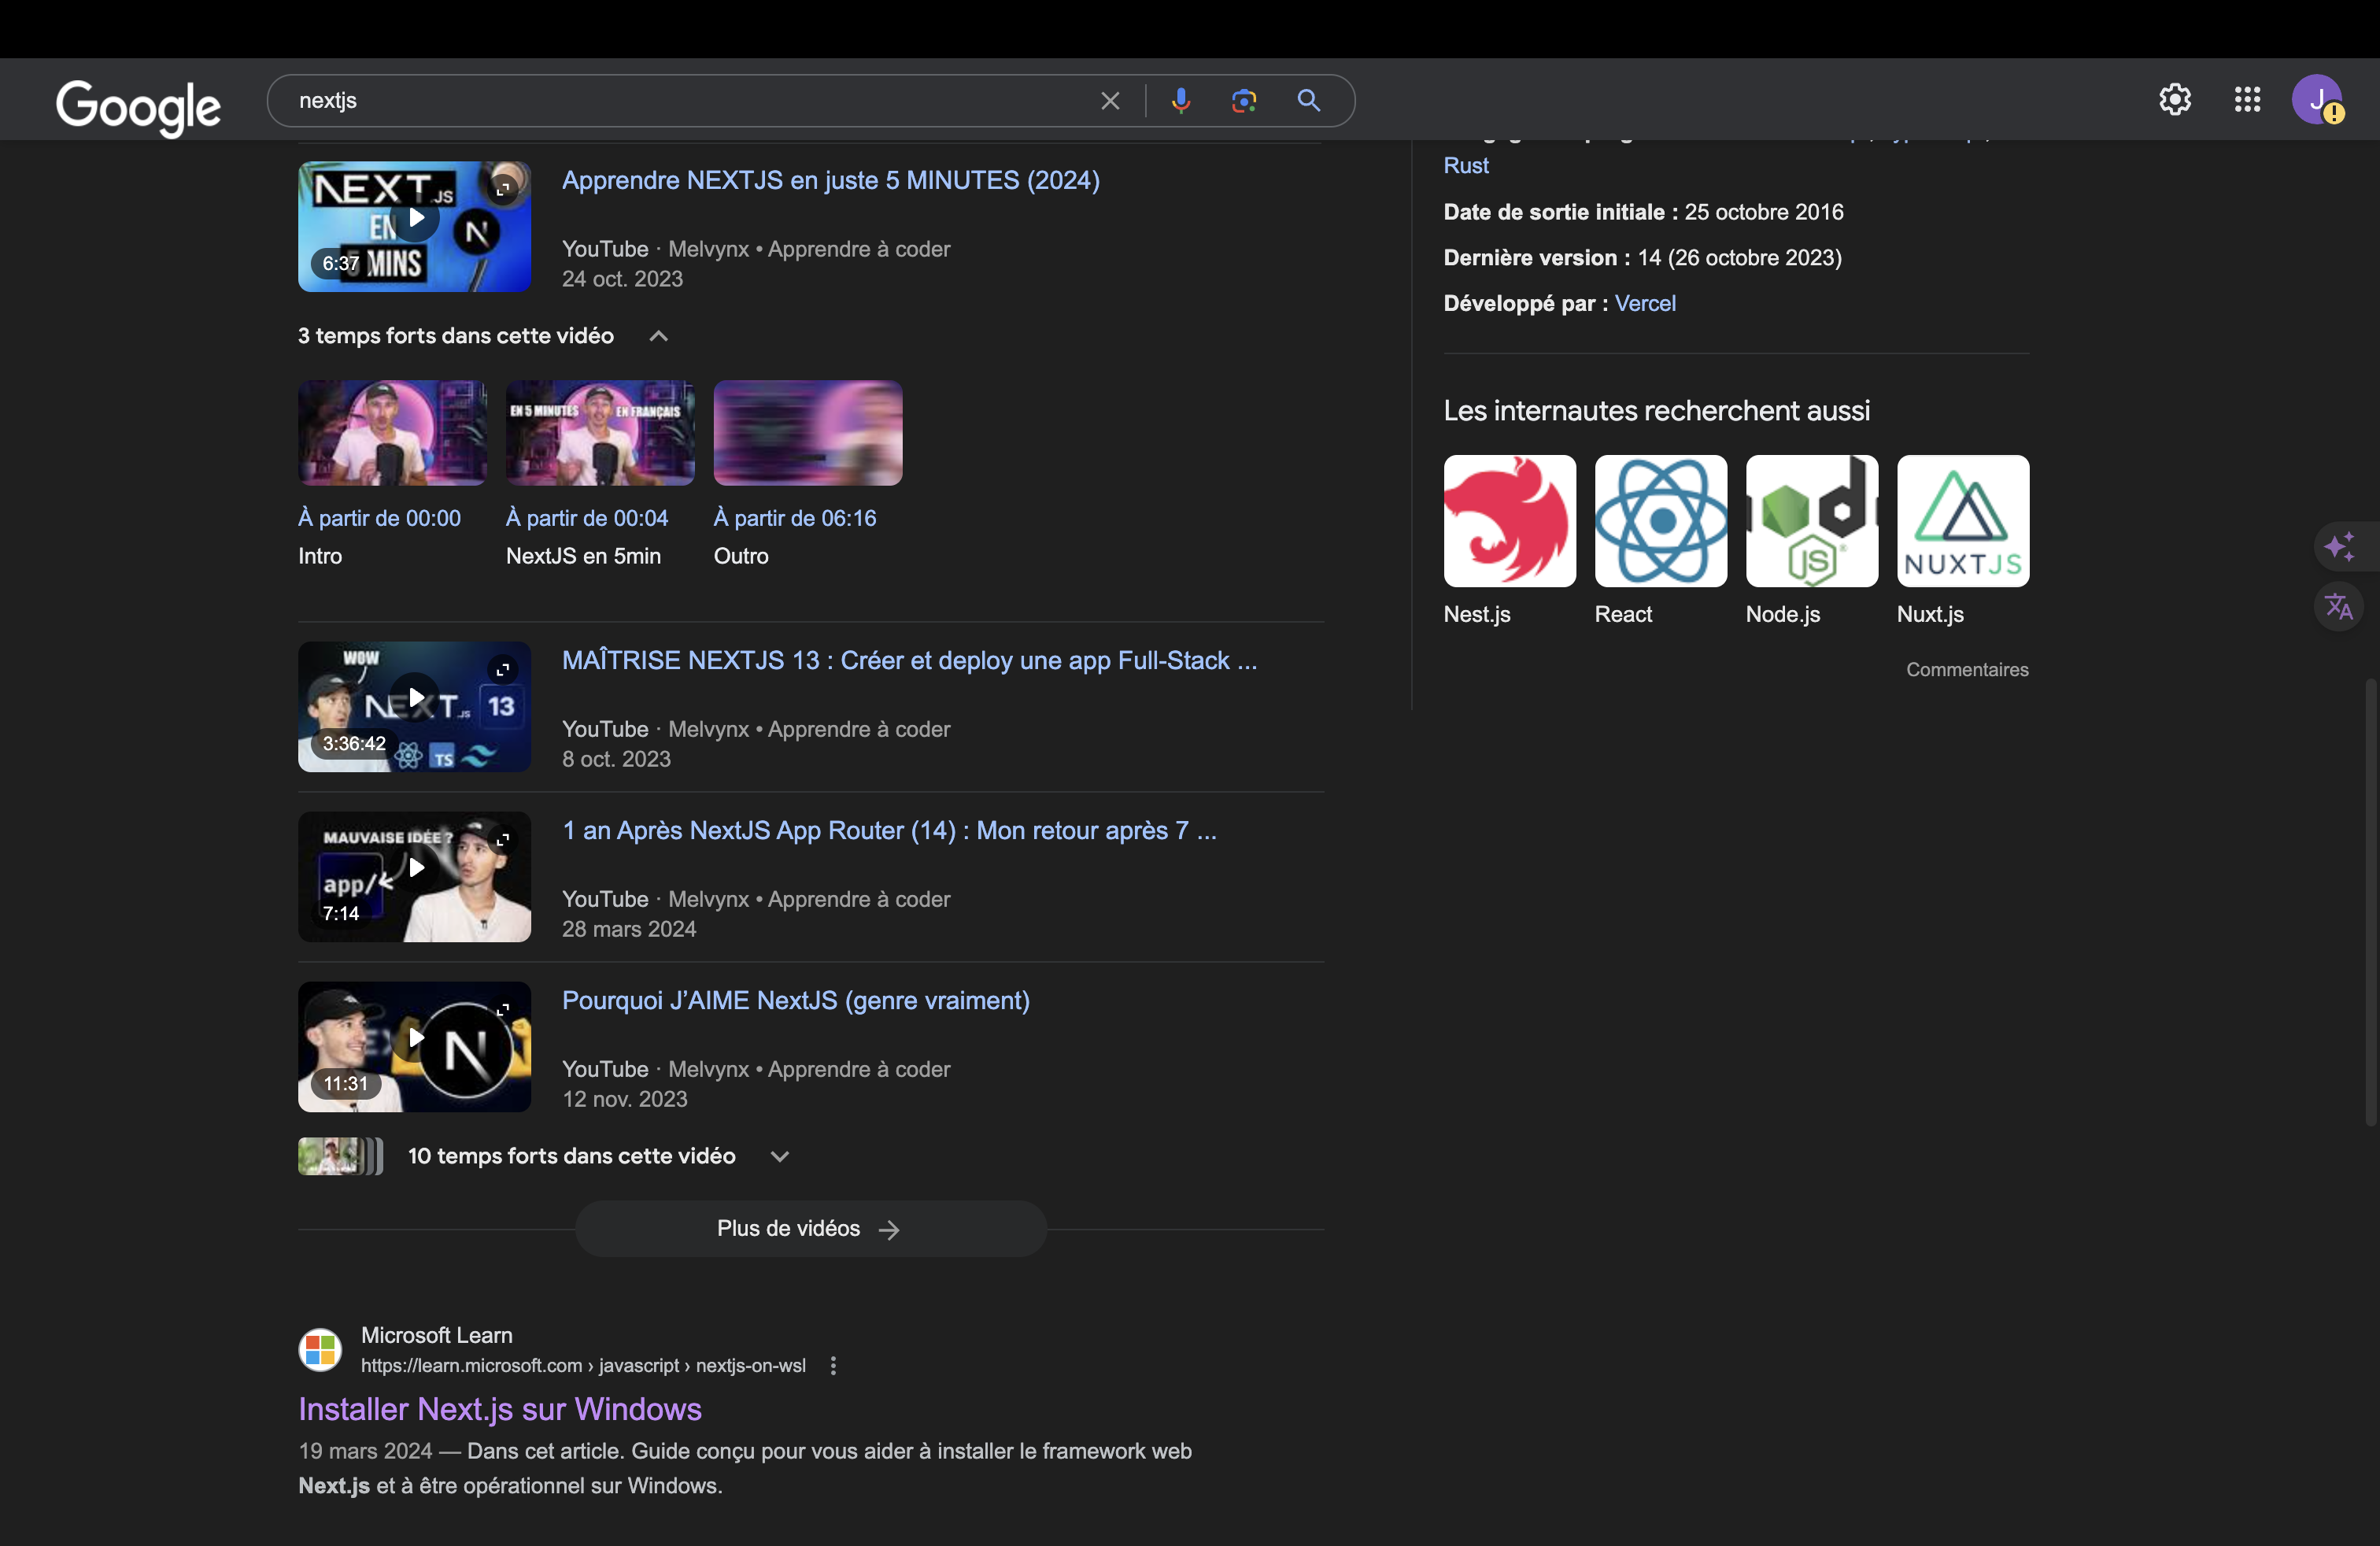 Google
nextjs
J
NEXT.JS
EN
5 MINS
6:37
Apprendre NEXTJS en juste 5 MINUTES (2024)
YouTube · Melvynx • Apprendre à coder
24 oct. 2023
3 temps forts dans cette vidéo
EN 5 MINUTES EN FRANÇAIS
À partir de 00:00
Intro
À partir de 00:04
NextJS en 5min
À partir de 06:16
Outro
WOW
NEXT.JS 13
3:36:42
TS
MAÎTRISE NEXTJS 13 : Créer et deploy une app Full-Stack ...
YouTube · Melvynx • Apprendre à coder
8 oct. 2023
MAUVAISE IDÉE ?
app/
7:14
1 an Après NextJS App Router (14) : Mon retour après 7 ...
YouTube · Melvynx • Apprendre à coder
28 mars 2024
N
11:31
Pourquoi J’AIME NextJS (genre vraiment)
YouTube · Melvynx • Apprendre à coder
12 nov. 2023
10 temps forts dans cette vidéo
Plus de vidéos
Microsoft Learn
https://learn.microsoft.com › javascript › nextjs-on-wsl
Installer Next.js sur Windows
19 mars 2024 — Dans cet article. Guide conçu pour vous aider à installer le framework web
Next.js et à être opérationnel sur Windows.
Rust
Date de sortie initiale : 25 octobre 2016
Dernière version : 14 (26 octobre 2023)
Développé par : Vercel
Les internautes recherchent aussi
JS
NUXTJS
Nest.js
React
Node.js
Nuxt.js
Commentaires